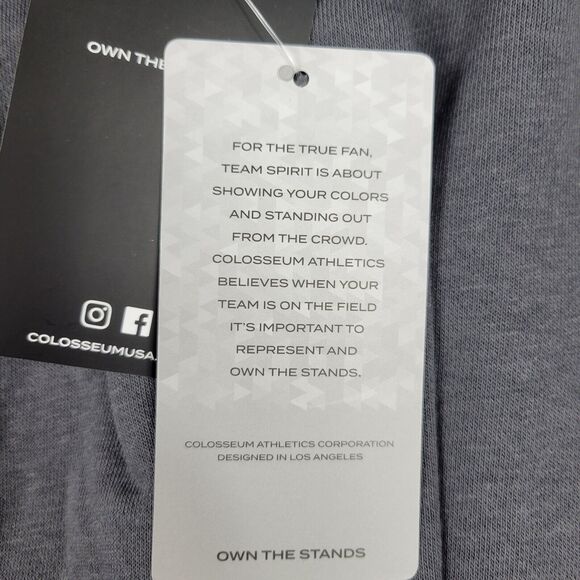 OWN THE
FOR THE TRUE FAN,
TEAM SPIRIT IS ABOUT
SHOWING YOUR COLORS
AND STANDING OUT
FROM THE CROWD.
COLOSSEUM ATHLETICS
BELIEVES WHEN YOUR
TEAM IS ON THE FIELD
IT'S IMPORTANT TO
REPRESENT AND
OWN THE STANDS.
COLOSSEUMUSA.
COLOSSEUM ATHLETICS CORPORATION
DESIGNED IN LOS ANGELES
OWN THE STANDS